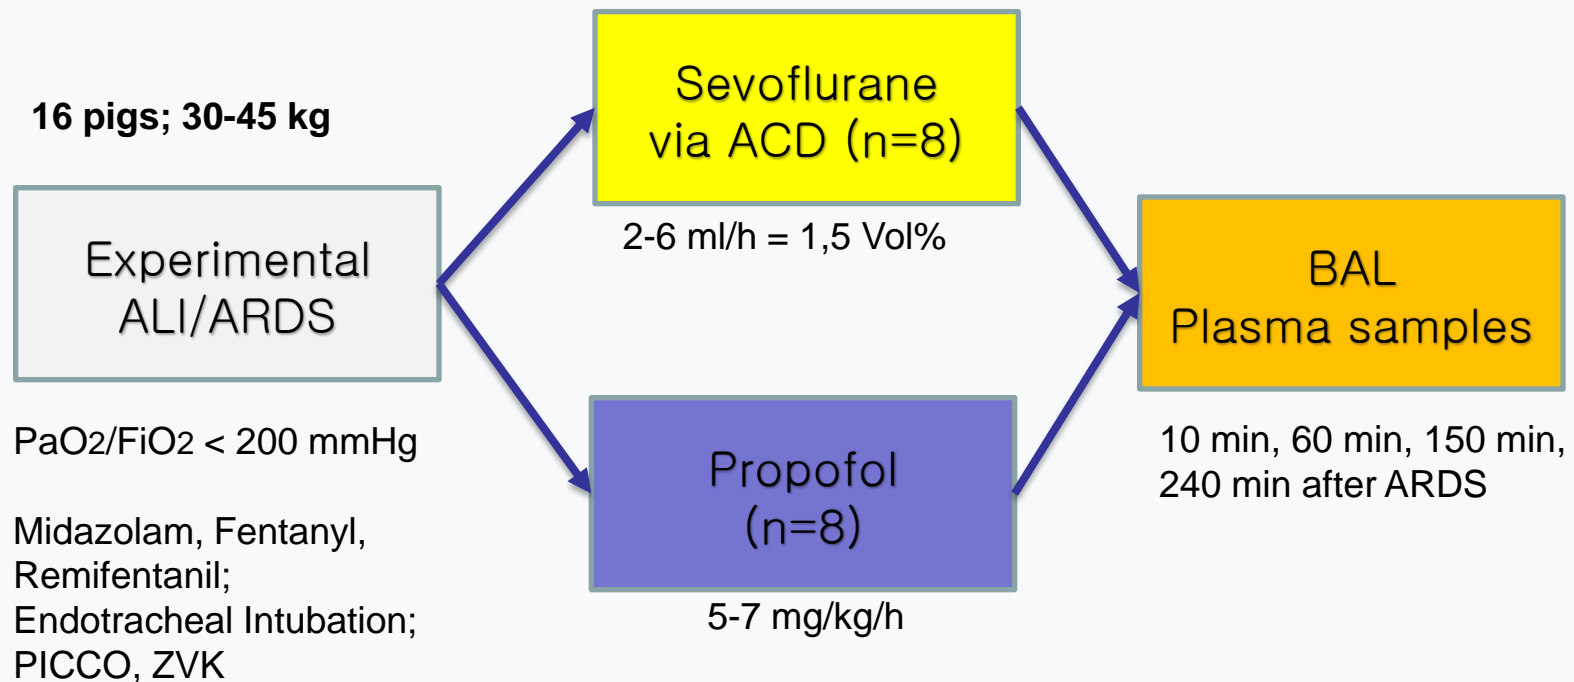 16 pigs; 30-45 kg
Experimental
ALI/ARDS
PaO2/FiO2 < 200 mmHg
Midazolam, Fentanyl,
Remifentanil;
Endotracheal Intubation;
PICCO, ZVK
Sevoflurane
via ACD (n=8)
2-6 ml/h = 1,5 Vol%
Propofol
(n=8)
5-7 mg/kg/h
BAL
Plasma samples
10 min, 60 min, 150 min,
240 min after ARDS